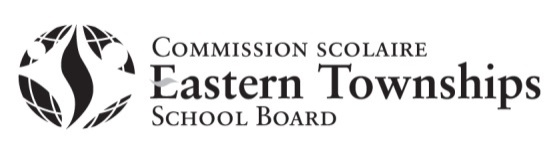 COMMISSION SCOLAIRE
Eastern Townships
SCHOOL BOARD